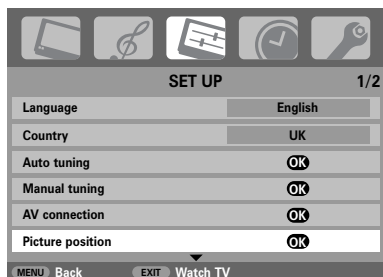 SET UP 1/2
Language English
Country UK
Auto tuning OK
Manual tuning OK
AV connection OK
Picture position OK
MENU Back EXIT Watch TV